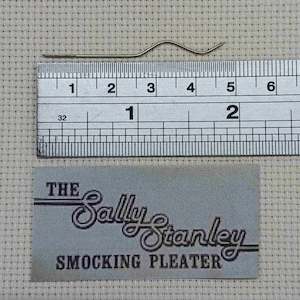 1 2 3 4 5 6
32 1 2
THE
Sally
Stanley
SMOCKING PLEATER